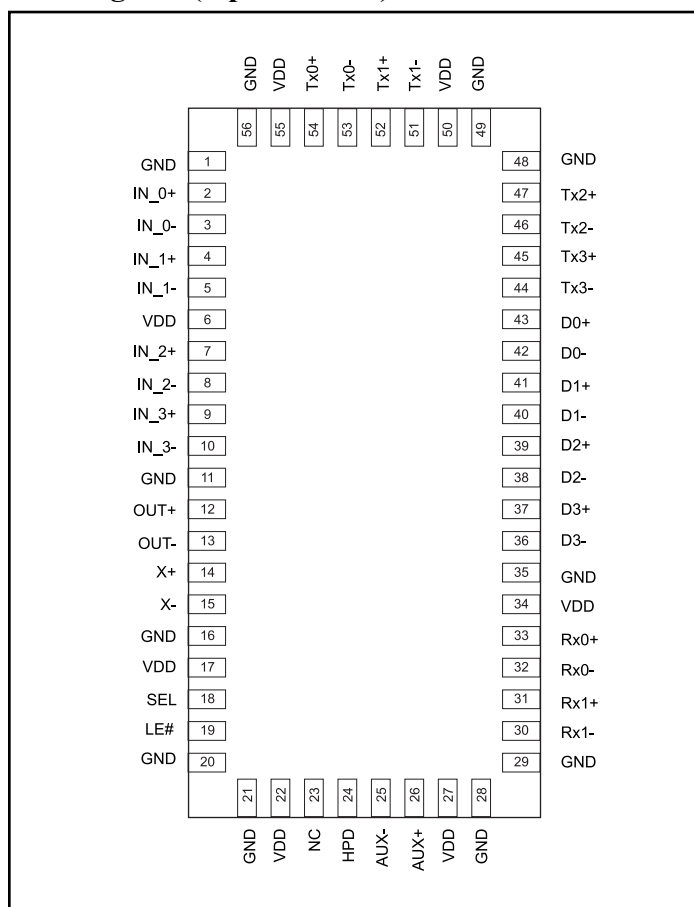 GND VDD Tx0+ Tx0- Tx1+ Tx1- VDD GND
56 55 54 53 52 51 50 49
GND 1 48 GND
IN_0+ 2 47 Tx2+
IN_0- 3 46 Tx2-
IN_1+ 4 45 Tx3+
IN_1- 5 44 Tx3-
VDD 6 43 D0+
IN_2+ 7 42 D0-
IN_2- 8 41 D1+
IN_3+ 9 40 D1-
IN_3- 10 39 D2+
GND 11 38 D2-
OUT+ 12 37 D3+
OUT- 13 36 D3-
X+ 14 35 GND
X- 15 34 VDD
GND 16 33 Rx0+
VDD 17 32 Rx0-
SEL 18 31 Rx1+
LE# 19 30 Rx1-
GND 20 29 GND
21 22 23 24 25 26 27 28
GND VDD NC HPD AUX- AUX+ VDD GND